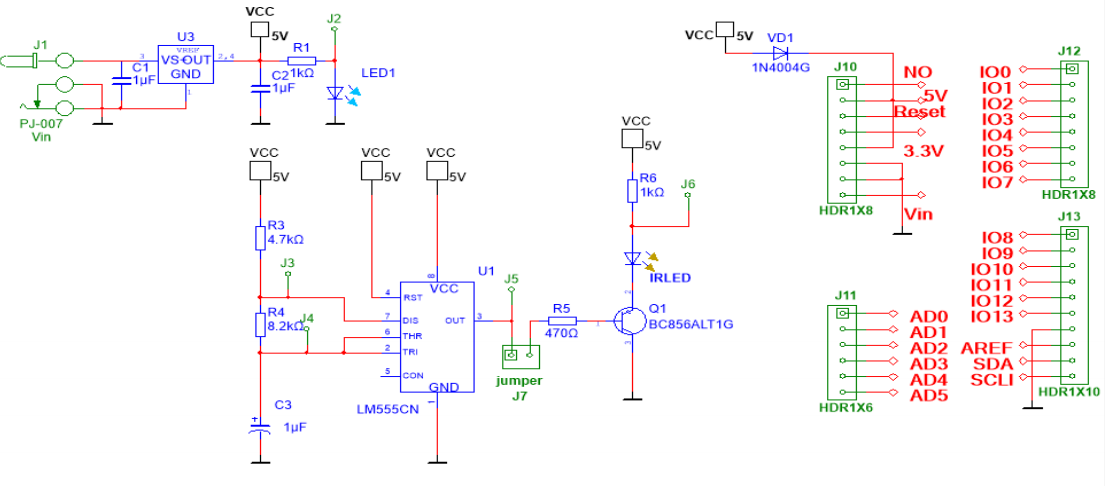 VCC
5V
J2
J1
U3
VREF
VS
OUT
GND
3
2,4
1
C1
1µF
R1
1kΩ
C2
1µF
LED1
PJ-007
Vin
VCC
5V
VCC
5V
VCC
5V
R3
4.7kΩ
J3
R4
8.2kΩ
J4
C3
1µF
U1
8
VCC
4
RST
7
DIS
OUT
3
6
THR
2
TRI
5
CON
GND
1
LM555CN
J5
jumper
J7
R5
470Ω
VCC
5V
R6
1kΩ
J6
IRLED
2
Q1
1
BC856ALT1G
3
VCC
5V
VD1
1N4004G
J10
NO
5V
Reset
3.3V
Vin
HDR1X8
J12
IO0
IO1
IO2
IO3
IO4
IO5
IO6
IO7
HDR1X8
J11
AD0
AD1
AD2
AD3
AD4
AD5
HDR1X6
J13
IO8
IO9
IO10
IO11
IO12
IO13
AREF
SDA
SCLI
HDR1X10